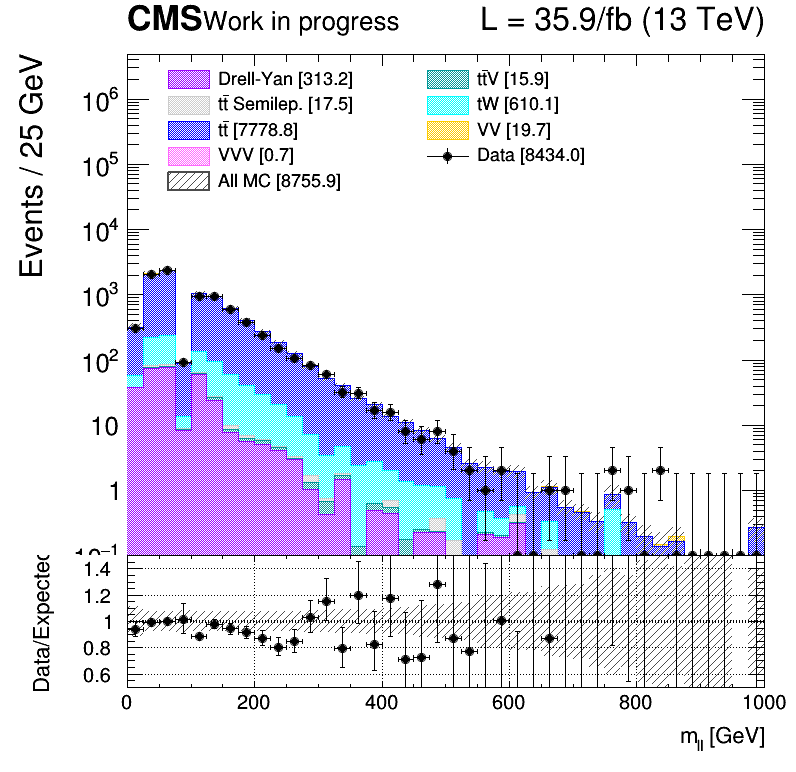 CMS Work in progress L = 35.9/fb (13 TeV)
Events / 25 GeV
Drell-Yan [313.2]
tt̄ Semilep. [17.5]
tt̄ [7778.8]
VVV [0.7]
All MC [8755.9]
tt̄V [15.9]
tW [610.1]
VV [19.7]
Data [8434.0]
10⁶
10⁵
10⁴
10³
10²
10
1
10⁻¹
Data/Expected
1.4
1.2
1
0.8
0.6
0 200 400 600 800 1000
m_ll [GeV]